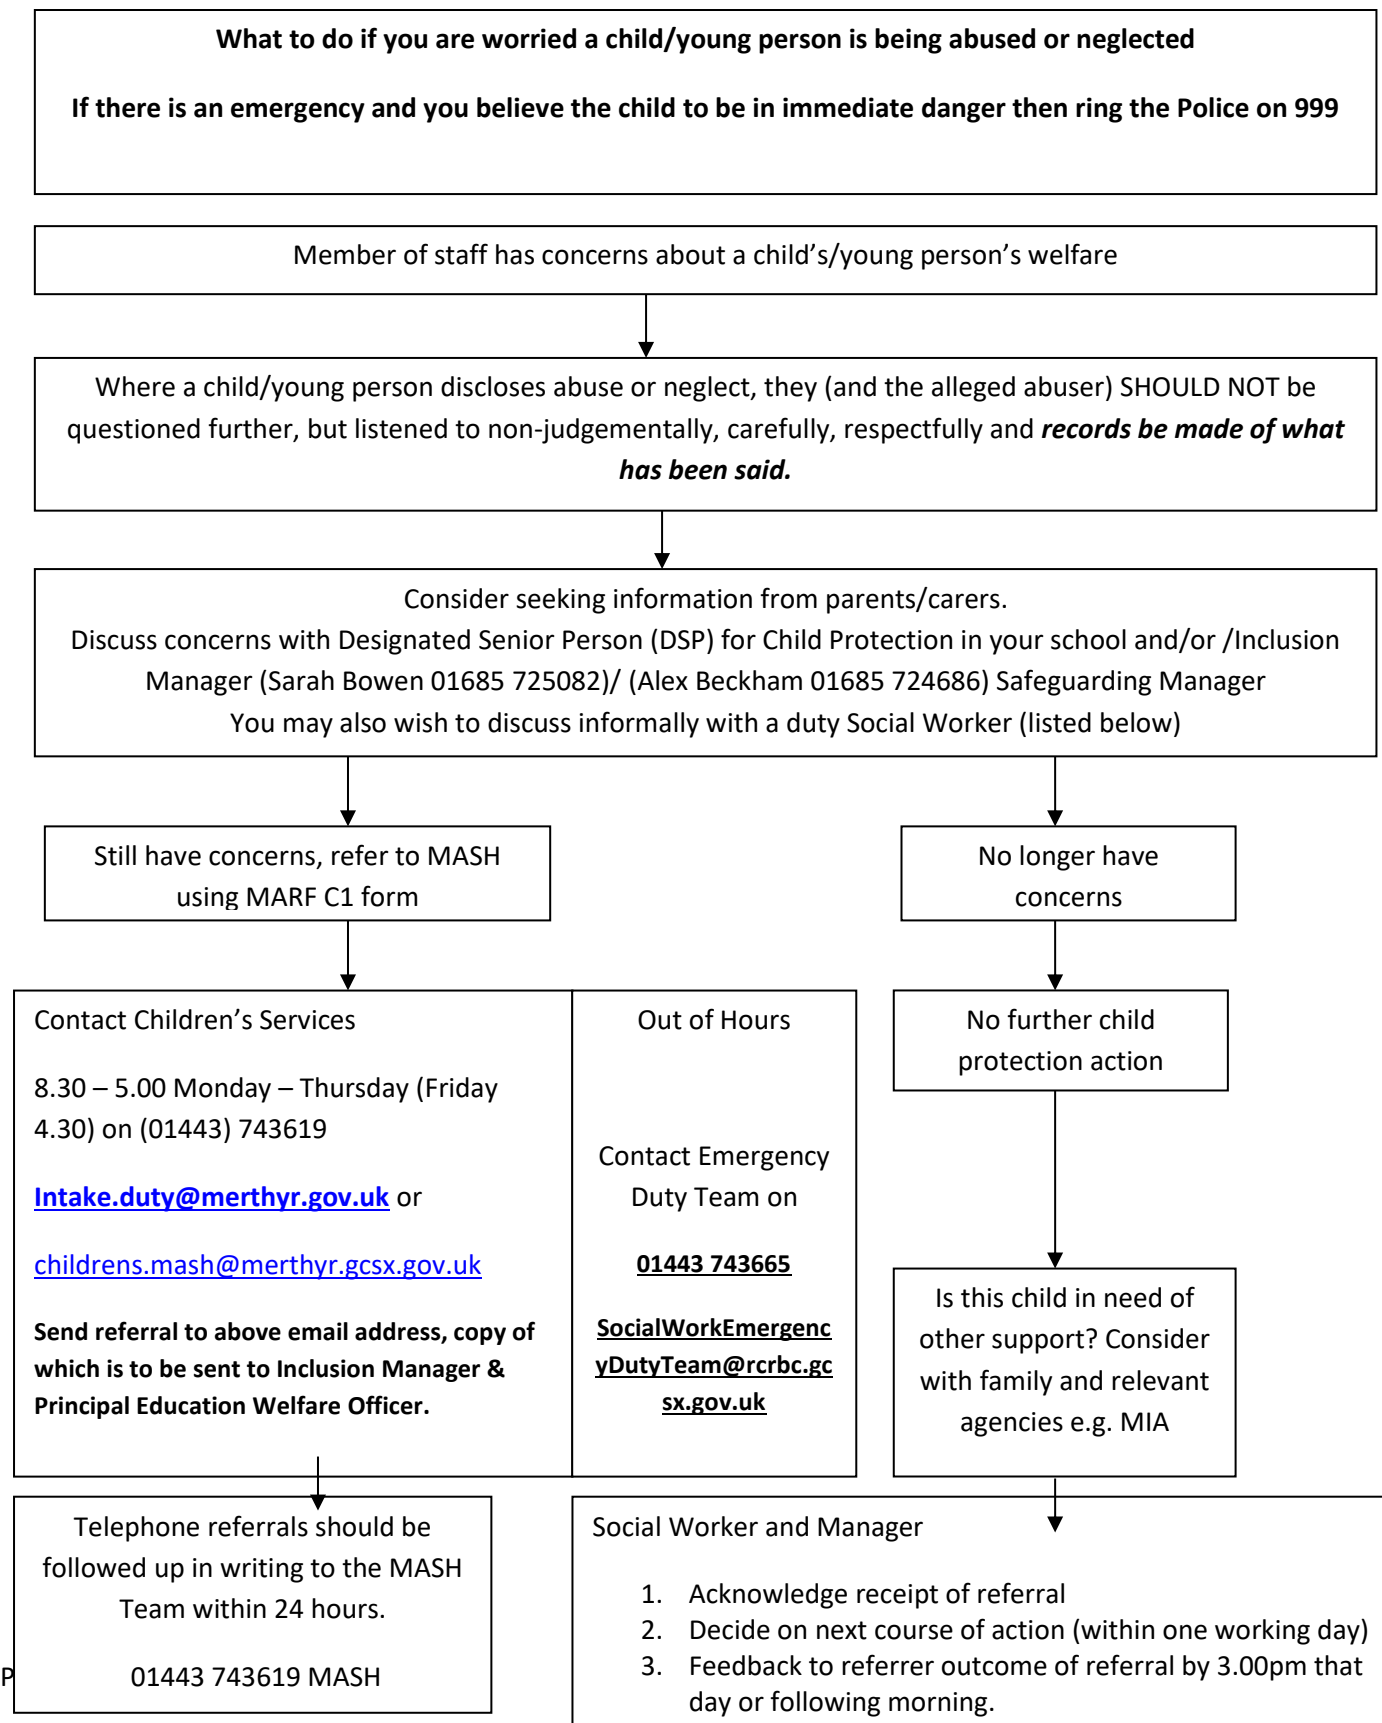 What to do if you are worried a child/young person is being abused or neglected
If there is an emergency and you believe the child to be in immediate danger then ring the Police on 999
Member of staff has concerns about a child’s/young person’s welfare
Where a child/young person discloses abuse or neglect, they (and the alleged abuser) SHOULD NOT be
questioned further, but listened to non-judgementally, carefully, respectfully and records be made of what
has been said.
Consider seeking information from parents/carers.
Discuss concerns with Designated Senior Person (DSP) for Child Protection in your school and/or /Inclusion
Manager (Sarah Bowen 01685 725082)/ (Alex Beckham 01685 724686) Safeguarding Manager
You may also wish to discuss informally with a duty Social Worker (listed below)
Still have concerns, refer to MASH
using MARF C1 form
No longer have
concerns
Contact Children’s Services
8.30 – 5.00 Monday – Thursday (Friday
4.30) on (01443) 743619
Intake.duty@merthyr.gov.uk or
childrens.mash@merthyr.gcsx.gov.uk
Send referral to above email address, copy of
which is to be sent to Inclusion Manager &
Principal Education Welfare Officer.
Out of Hours
Contact Emergency
Duty Team on
01443 743665
SocialWorkEmergenc
yDutyTeam@rcrbc.gc
sx.gov.uk
No further child
protection action
Is this child in need of
other support? Consider
with family and relevant
agencies e.g. MIA
Telephone referrals should be
followed up in writing to the MASH
Team within 24 hours.
01443 743619 MASH
P
Social Worker and Manager
1. Acknowledge receipt of referral
2. Decide on next course of action (within one working day)
3. Feedback to referrer outcome of referral by 3.00pm that
day or following morning.